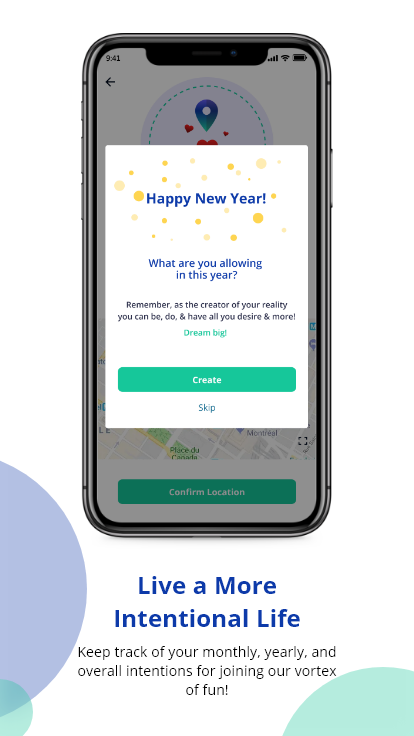 9:41
Happy New Year!
What are you allowing
in this year?
Remember, as the creator of your reality
you can be, do, & have all you desire & more!
Dream big!
Create
Skip
Montréal
Place du
Canada
Confirm Location
Live a More
Intentional Life
Keep track of your monthly, yearly, and
overall intentions for joining our vortex
of fun!